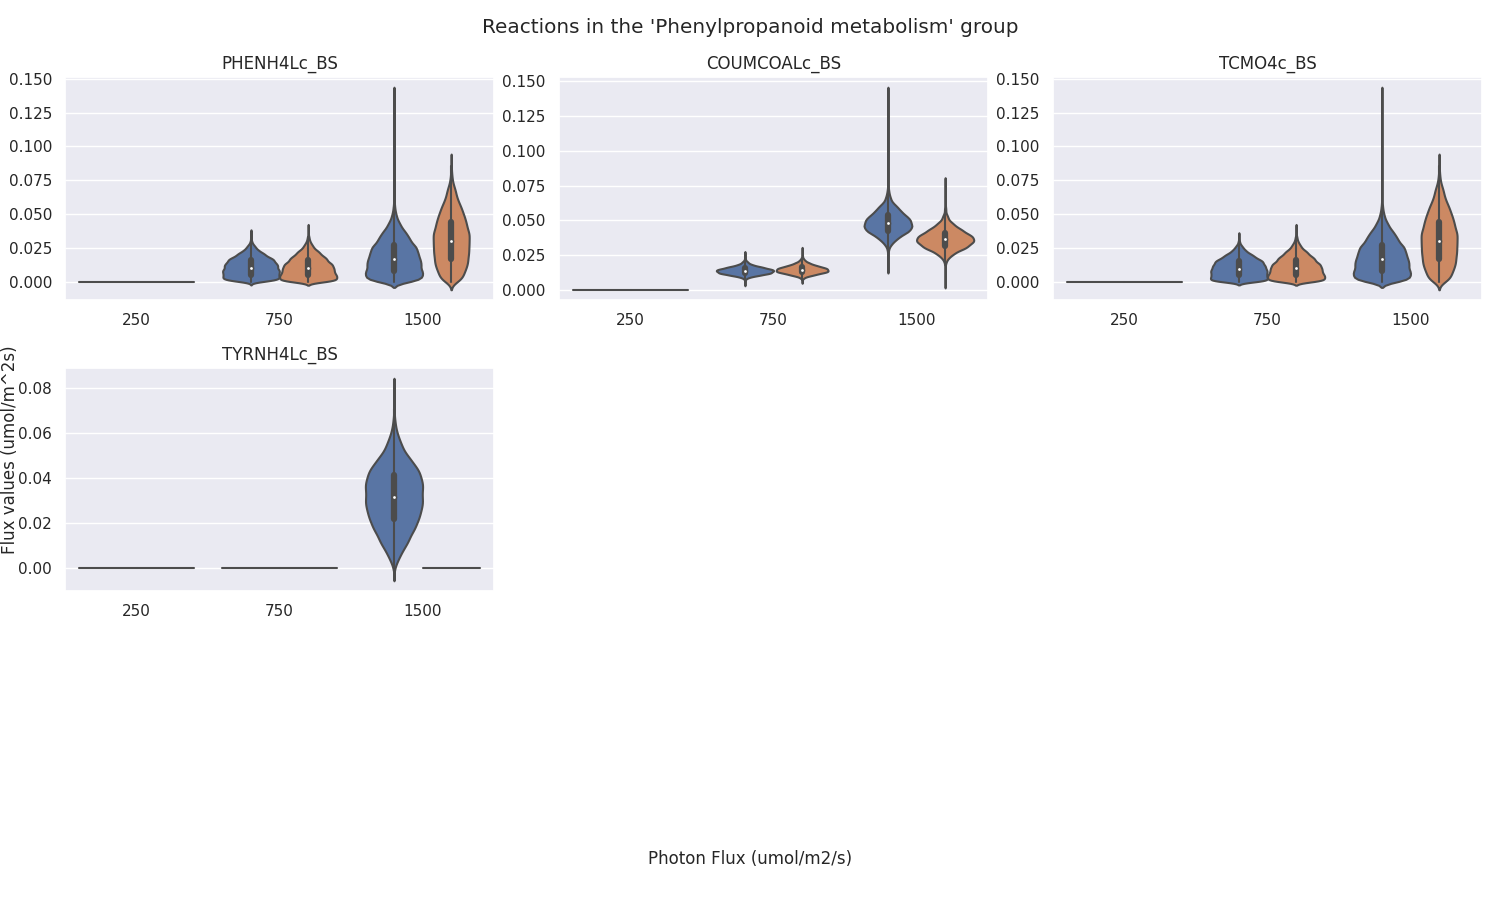 Reactions in the 'Phenylpropanoid metabolism' group
PHENH4Lc_BS
0.150
0.125
0.100
0.075
0.050
0.025
0.000
250 750 1500
COUMCOALc_BS
0.150
0.125
0.100
0.075
0.050
0.025
0.000
250 750 1500
TCMO4c_BS
0.150
0.125
0.100
0.075
0.050
0.025
0.000
250 750 1500
TYRNH4Lc_BS
Flux values (umol/m^2s)
0.08
0.06
0.04
0.02
0.00
250 750 1500
Photon Flux (umol/m2/s)